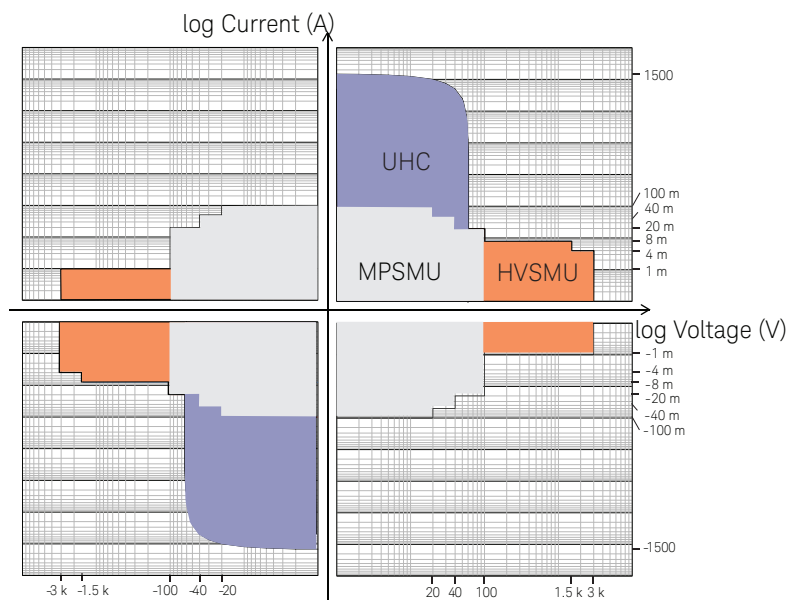 log Current (A)
1500
UHC
100 m
40 m
20 m
8 m
4 m
1 m
MPSMU
HVSMU
log Voltage (V)
-1 m
-4 m
-8 m
-20 m
-40 m
-100 m
-1500
-3 k -1.5 k -100 -40 -20 20 40 100 1.5 k 3 k